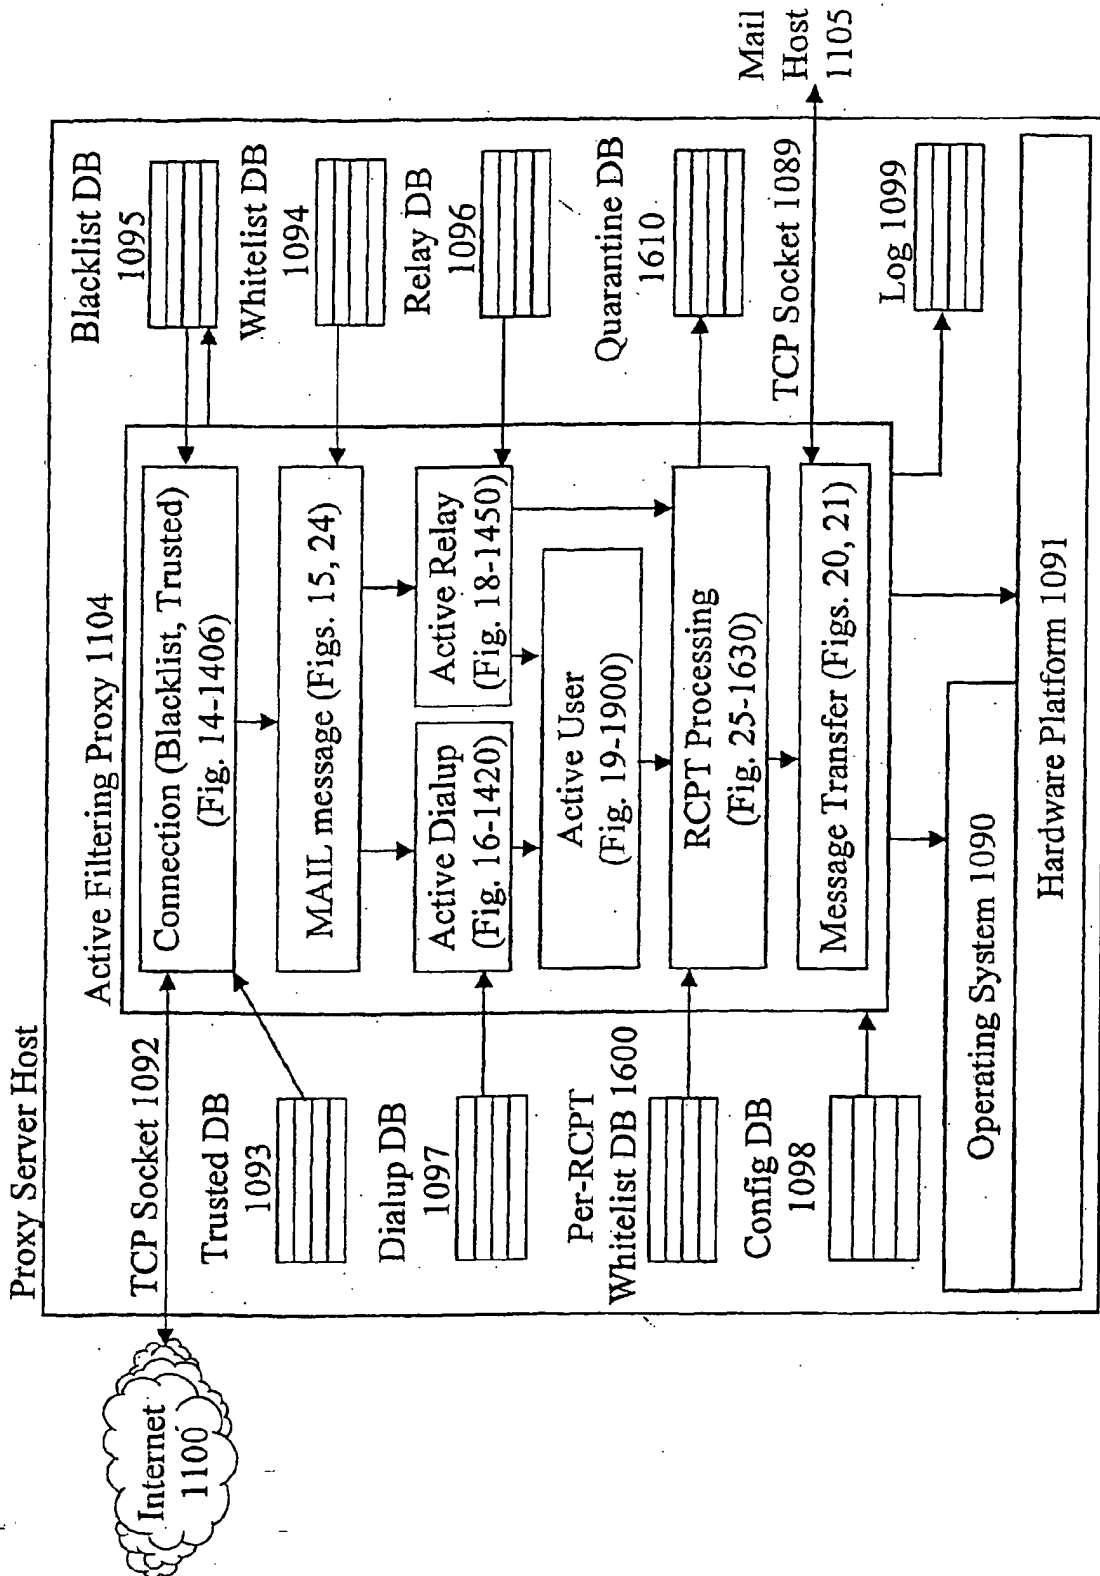 Proxy Server Host
Internet
1100
TCP Socket 1092
Trusted DB
1093
Dialup DB
1097
Per-RCPT
Whitelist DB 1600
Config DB
1098
Active Filtering Proxy 1104
Connection (Blacklist, Trusted)
(Fig. 14-1406)
MAIL message (Figs. 15, 24)
Active Dialup
(Fig. 16-1420)
Active Relay
(Fig. 18-1450)
Active User
(Fig. 19-1900)
RCPT Processing
(Fig. 25-1630)
Message Transfer (Figs. 20, 21)
Blacklist DB
1095
Whitelist DB
1094
Relay DB
1096
Quarantine DB
1610
TCP Socket 1089
Mail
Host
1105
Log 1099
Operating System 1090
Hardware Platform 1091